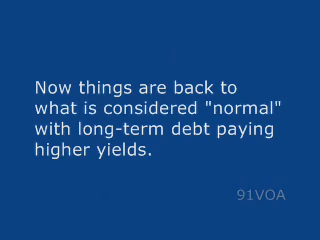 Now things are back to
what is considered "normal"
with long-term debt paying
higher yields.
91VOA